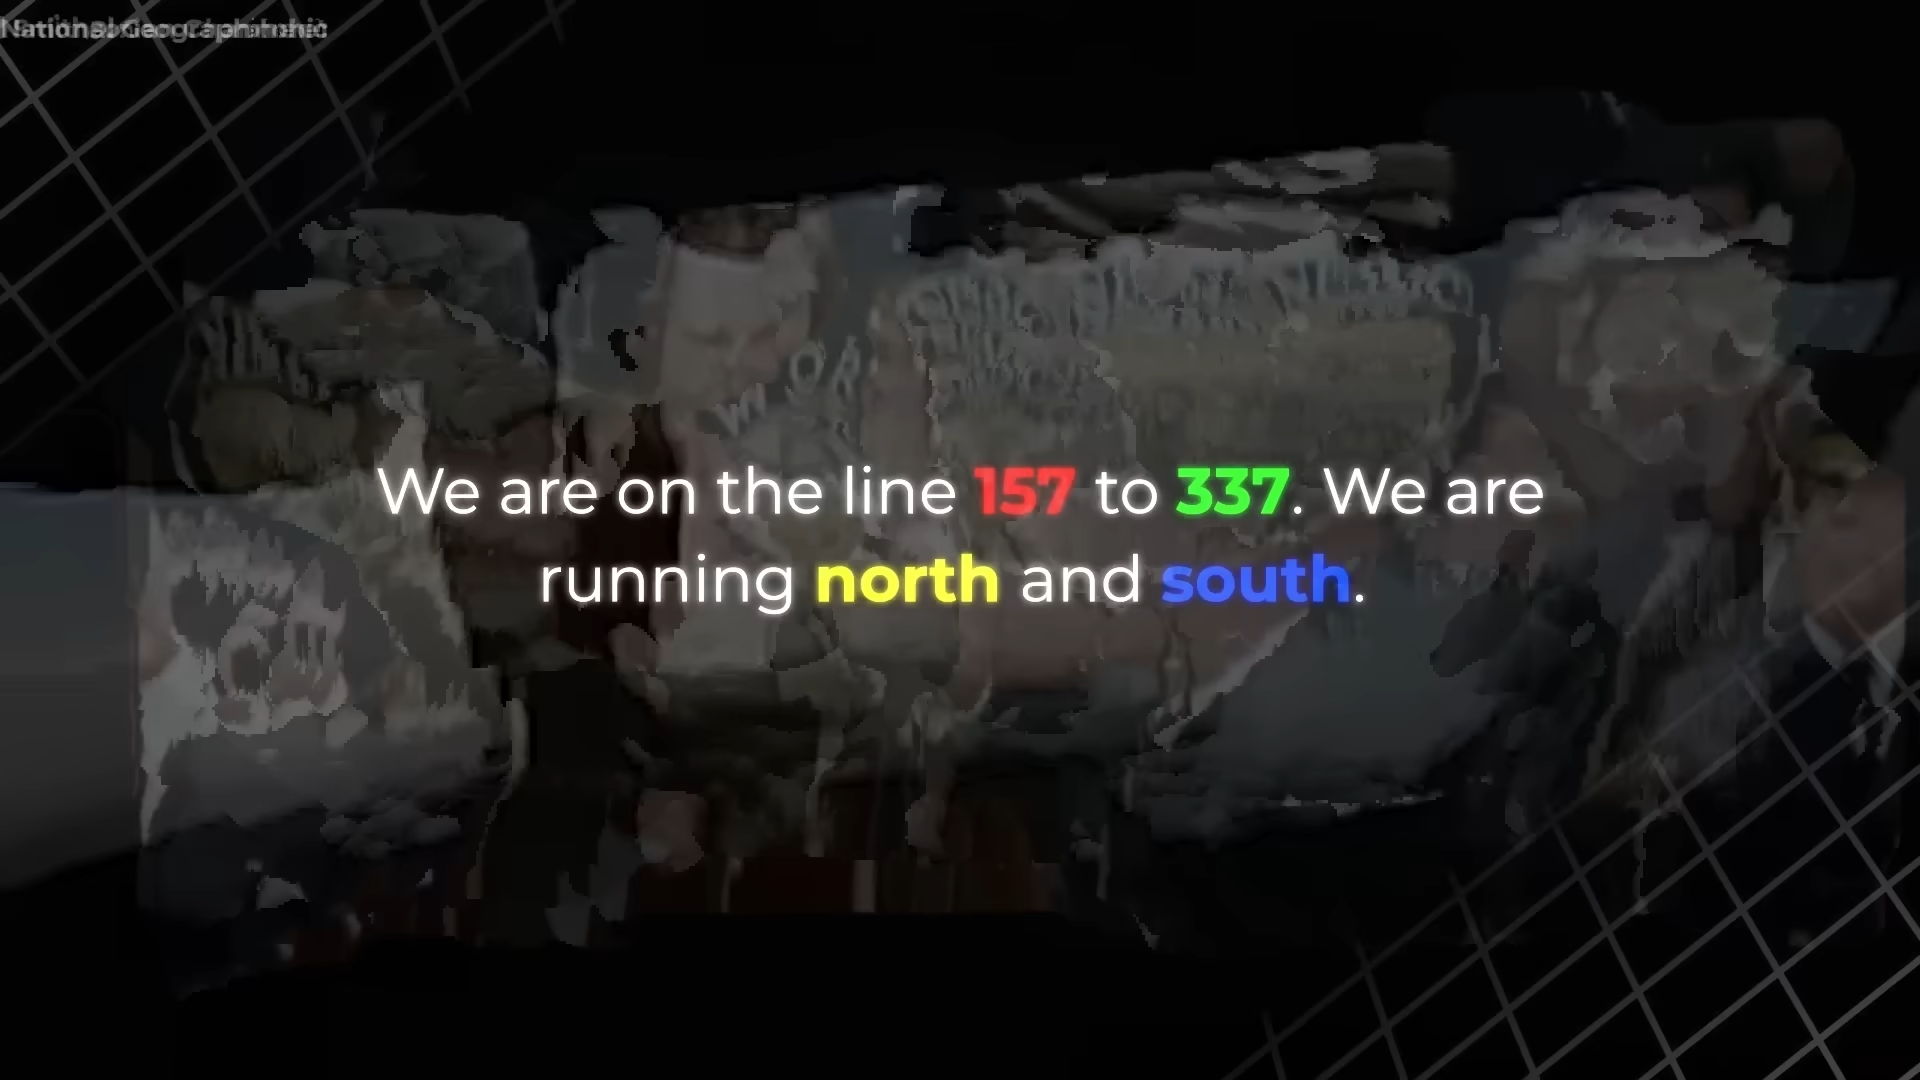 We are on the line 157 to 337. We are
running north and south.